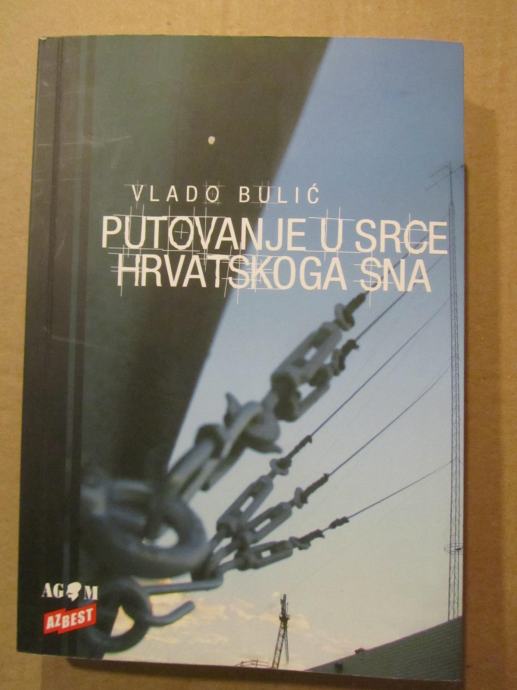 VLADO BULIĆ
PUTOVANJE U SRCE
HRVATSKOGA SNA
AGM
AZBEST